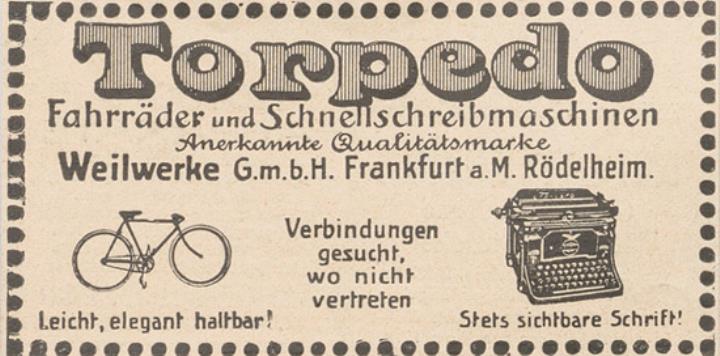 Torpedo
Fahrräder und Schnellschreibmaschinen
Anerkannte Qualitätsmarke
Weilwerke G.m.b.H. Frankfurt a.M. Rödelheim.
Verbindungen
gesucht,
wo nicht
vertreten
Leicht, elegant haltbar!
Stets sichtbare Schrift!